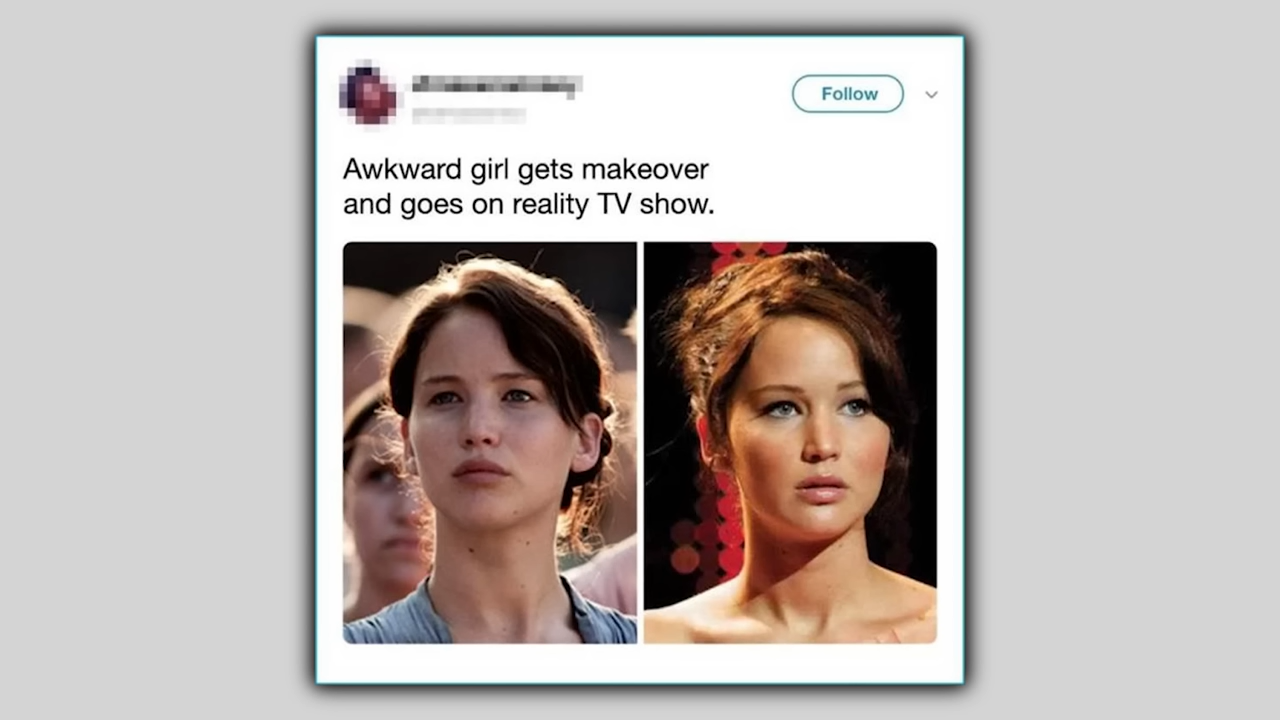 Follow
Awkward girl gets makeover
and goes on reality TV show.